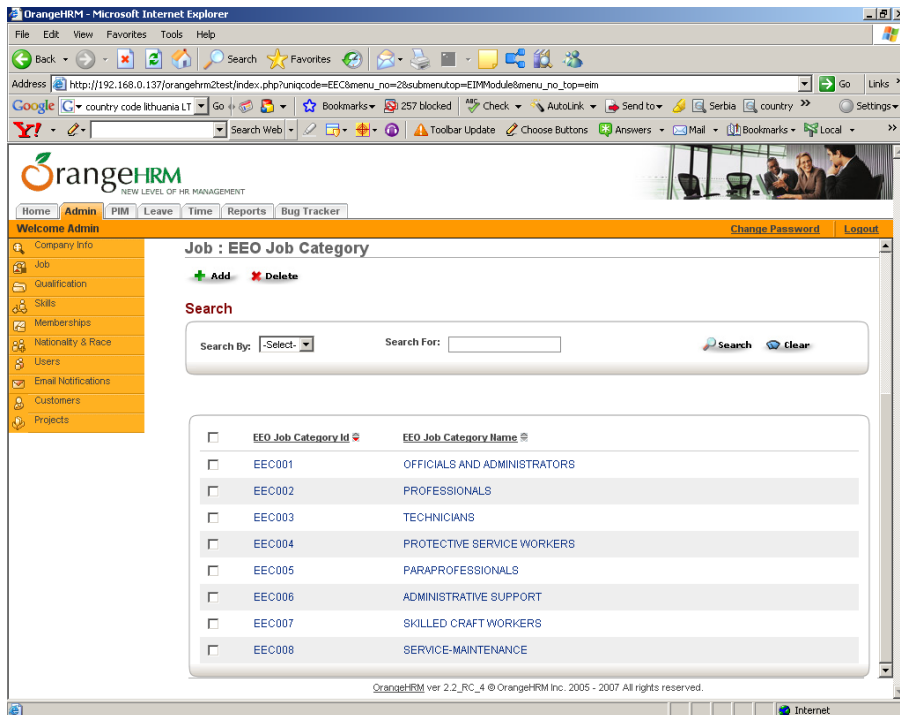 OrangeHRM - Microsoft Internet Explorer
File Edit View Favorites Tools Help
Back Search Favorites
Address http://192.168.0.137/orangehrm2test/index.php?uniqcode=EEC&menu_no=2&submenutop=EIMModule&menu_no_top=eim Go Links
Google G country code lithuania LT Go Bookmarks 257 blocked ABC Check AutoLink Send to Serbia country Settings
Y! Search Web Toolbar Update Choose Buttons Answers Mail Bookmarks Local
OrangeHRM
NEW LEVEL OF HR MANAGEMENT
Home Admin PIM Leave Time Reports Bug Tracker
Welcome Admin Change Password Logout
Company Info
Job
Qualification
Skills
Memberships
Nationality & Race
Users
Email Notifications
Customers
Projects
Job : EEO Job Category
Add Delete
Search
Search By: -Select- Search For: Search Clear
EEO Job Category Id EEO Job Category Name
EEC001 OFFICIALS AND ADMINISTRATORS
EEC002 PROFESSIONALS
EEC003 TECHNICIANS
EEC004 PROTECTIVE SERVICE WORKERS
EEC005 PARAPROFESSIONALS
EEC006 ADMINISTRATIVE SUPPORT
EEC007 SKILLED CRAFT WORKERS
EEC008 SERVICE-MAINTENANCE
OrangeHRM ver 2.2_RC_4 © OrangeHRM Inc. 2005 - 2007 All rights reserved.
Internet